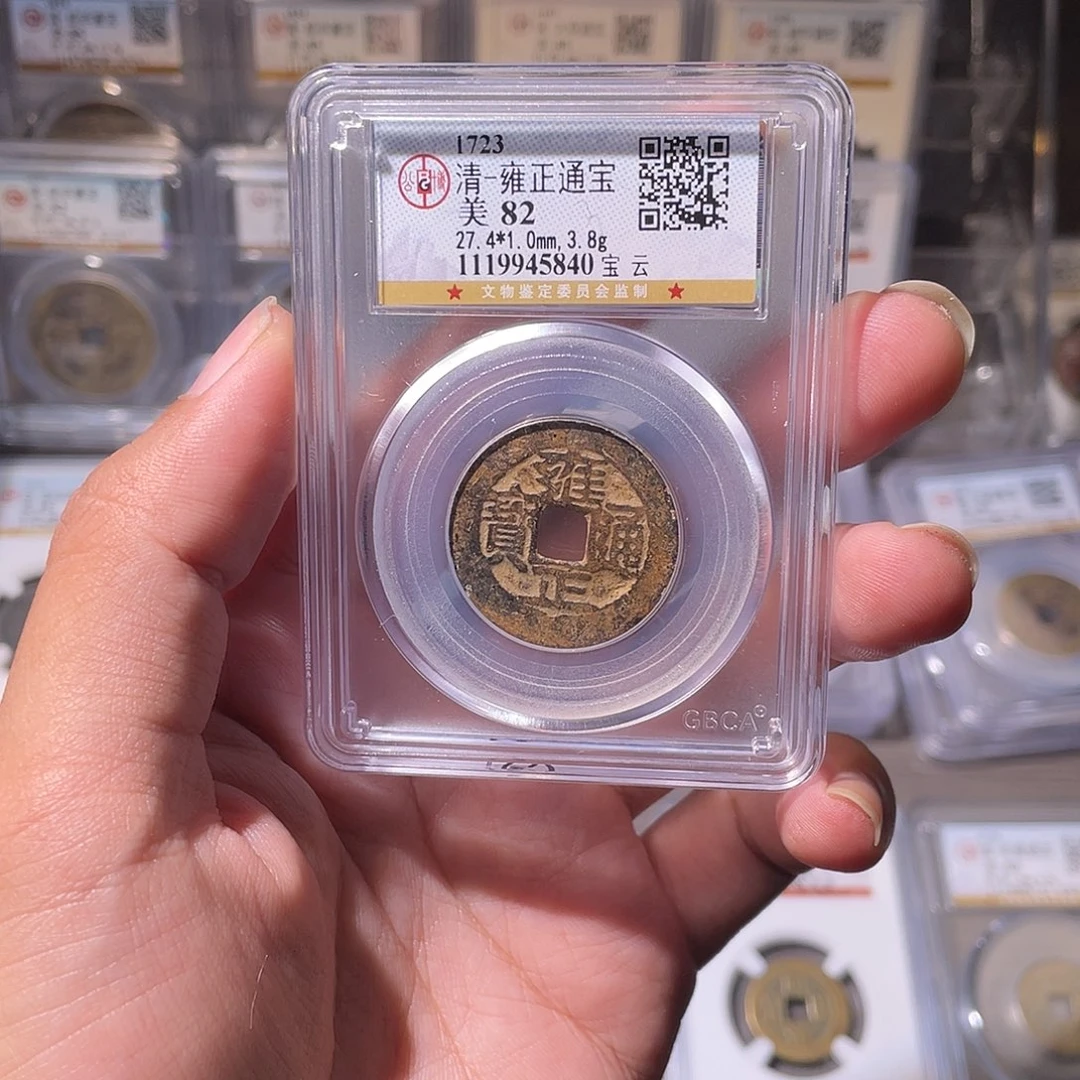 1723
清-雍正通宝
美 82
27.4*1.0mm, 3.8g
1119945840 宝 云
★ 文物鉴定委员会监制 ★
雍
寶 通
正
GBCA